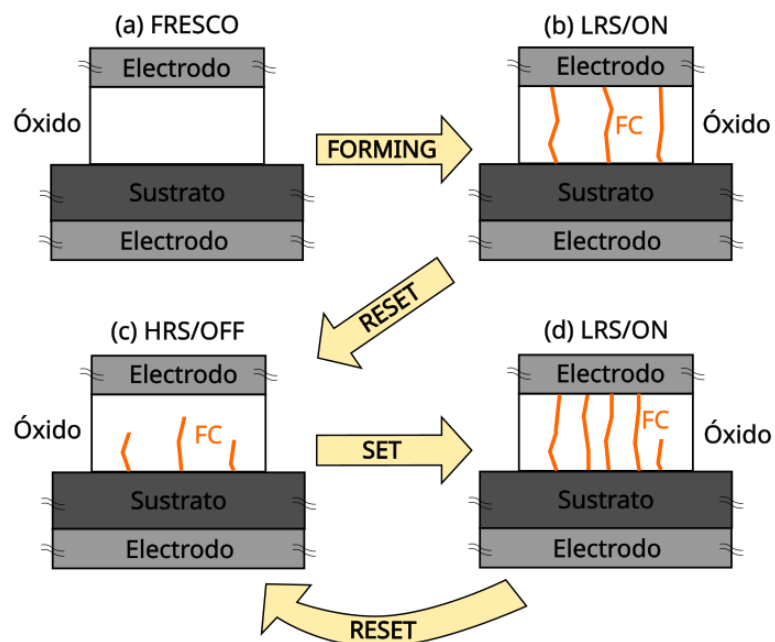 (a) FRESCO
Electrodo
Óxido
Sustrato
Electrodo
FORMING
(b) LRS/ON
Electrodo
FC
Óxido
Sustrato
Electrodo
RESET
(c) HRS/OFF
Electrodo
Óxido
FC
Sustrato
Electrodo
SET
(d) LRS/ON
Electrodo
FC
Óxido
Sustrato
Electrodo
RESET